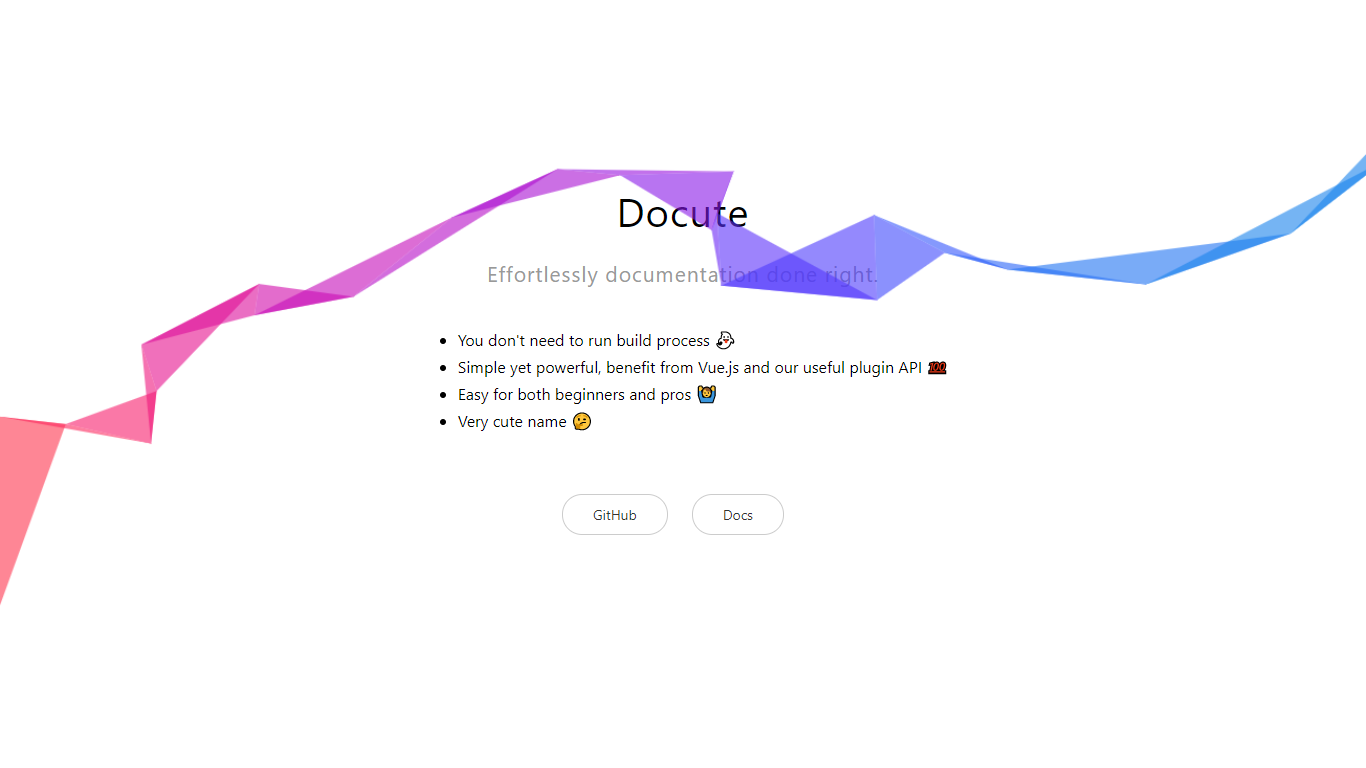 Docute
Effortlessly documentation done right.
You don't need to run build process 👻
Simple yet powerful, benefit from Vue.js and our useful plugin API 💯
Easy for both beginners and pros 🙆
Very cute name 🤔
GitHub
Docs